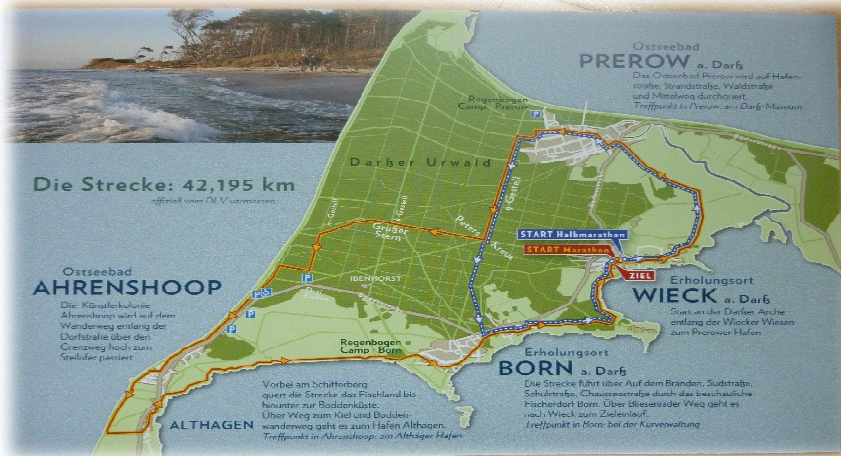 Ostseebad
PREROW a. Darß
Das Ostseebad Prerow wird auf Hafen-
straße, Strandstraße, Waldstraße
und Mittelweg durchquert.
Treffpunkt in Prerow: am Darß-Museum
Regenbogen
Camp · Prerow
Darßer Urwald
Die Strecke: 42,195 km
offiziell vom DLV vermessen
Großer
Stern
Peters Kreuz
START Halbmarathon
START Marathon
ZIEL
IBENHORST
Ostseebad
AHRENSHOOP
Die Künstlerkolonie
Ahrenshoop wird auf dem
Wanderweg entlang der
Dorfstraße über den
Grenzweg hoch zum
Steilufer passiert
Erholungsort
WIECK a. Darß
Start an der Darßer Arche
entlang der Wiecker Wiesen
zum Prerower Hafen
Regenbogen
Camp · Born
Erholungsort
BORN a. Darß
Die Strecke führt über Auf dem Branden, Südstraße,
Schulstraße, Chausseestraße durch das beschauliche
Fischerdorf Born. Über Bliesenrader Weg geht es
nach Wieck zum Zieleinlauf.
Treffpunkt in Born: bei der Kurverwaltung
ALTHAGEN
Vorbei am Schifferberg
quert die Strecke das Fischland bis
hinunter zur Boddenküste.
Über Weg zum Kiel und Bodden-
wanderweg geht es zum Hafen Althagen.
Treffpunkt in Ahrenshoop: am Althäger Hafen
P
P
P
P
P